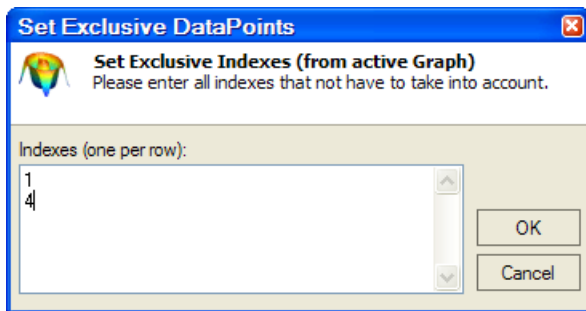 Set Exclusive DataPoints
Set Exclusive Indexes (from active Graph)
Please enter all indexes that not have to take into account.
Indexes (one per row):
1
4
OK
Cancel